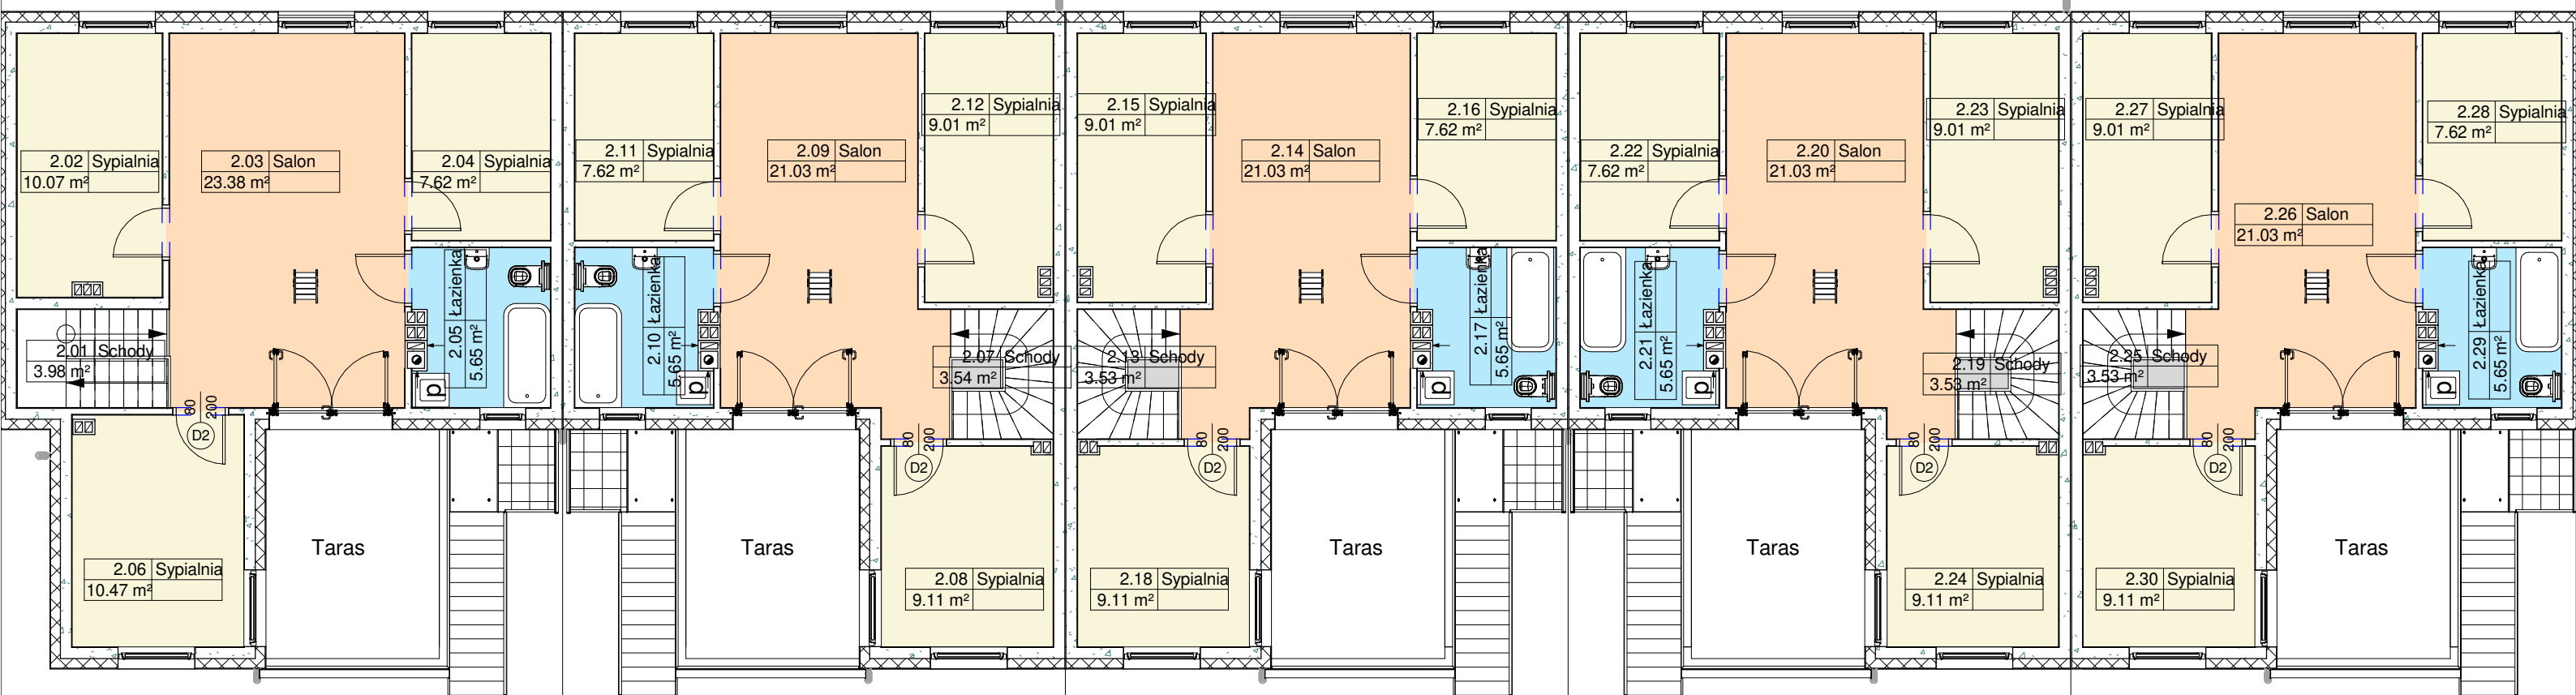 2.02 Sypialnia
10.07 m²
2.03 Salon
23.38 m²
2.04 Sypialnia
7.62 m²
2.11 Sypialnia
7.62 m²
2.09 Salon
21.03 m²
2.12 Sypialnia
9.01 m²
2.15 Sypialnia
9.01 m²
2.14 Salon
21.03 m²
2.16 Sypialnia
7.62 m²
2.22 Sypialnia
7.62 m²
2.20 Salon
21.03 m²
2.23 Sypialnia
9.01 m²
2.27 Sypialnia
9.01 m²
2.26 Salon
21.03 m²
2.28 Sypialnia
7.62 m²
2.01 Schody
3.98 m²
2.05 Łazienka
5.65 m²
2.10 Łazienka
5.65 m²
2.07 Schody
3.54 m²
2.13 Schody
3.53 m²
2.17 Łazienka
5.65 m²
2.21 Łazienka
5.65 m²
2.19 Schody
3.53 m²
2.25 Schody
3.53 m²
2.29 Łazienka
5.65 m²
80 200
D2
80 200
D2
80 200
D2
80 200
D2
80 200
D2
2.06 Sypialnia
10.47 m²
Taras
Taras
2.08 Sypialnia
9.11 m²
2.18 Sypialnia
9.11 m²
Taras
Taras
2.24 Sypialnia
9.11 m²
2.30 Sypialnia
9.11 m²
Taras